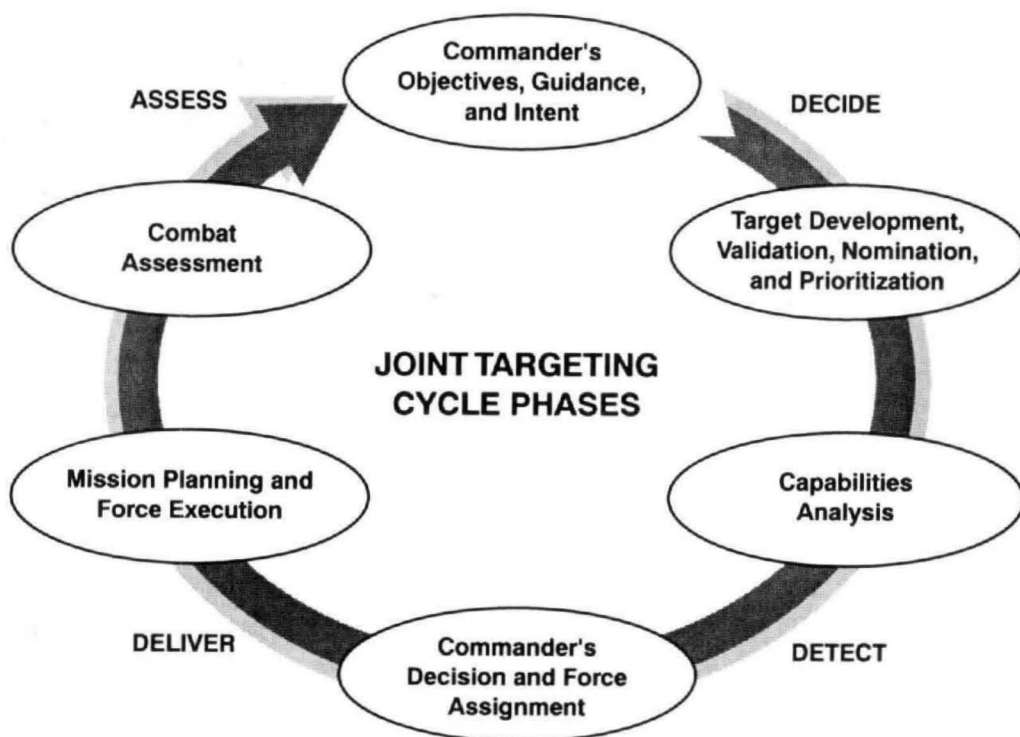 Commander's
Objectives, Guidance,
and Intent
ASSESS
DECIDE
Combat
Assessment
Target Development,
Validation, Nomination,
and Prioritization
JOINT TARGETING
CYCLE PHASES
Mission Planning and
Force Execution
Capabilities
Analysis
DELIVER
DETECT
Commander's
Decision and Force
Assignment